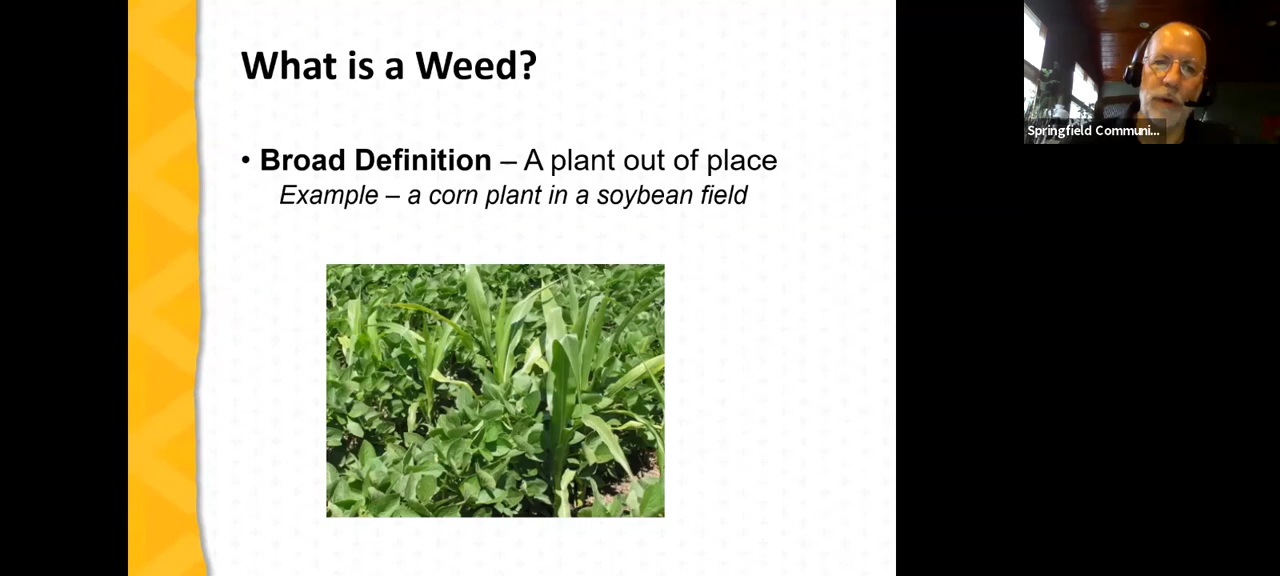 What is a Weed?
• Broad Definition – A plant out of place
Example – a corn plant in a soybean field
Springfield Communi...